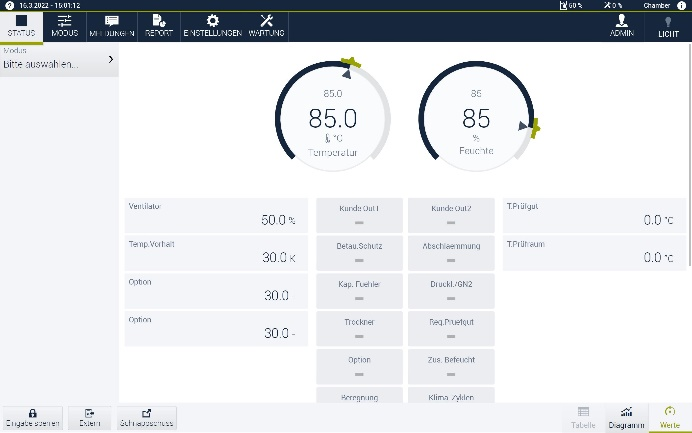 16.3.2022 - 15:01:12
50 %
0 %
Chamber
STATUS
MODUS
MELDUNGEN
REPORT
EINSTELLUNGEN
WARTUNG
ADMIN
LICHT
Modus
Bitte auswählen...
85.0
85.0
°C
Temperatur
85
85
%
Feuchte
Ventilator
50.0 %
Temp.Vorhalt
30.0 K
Option
30.0
Option
30.0 -
Kunde Out1
Kunde Out2
Betau.Schutz
Abschlaemmung
Kap. Fuehler
Druckl./GN2
Trockner
Reg.Pruefgut
Option
Zus. Befeucht
Beregnung
Klima-Zyklen
T.Prüfgut
0.0 °C
T.Prüfraum
0.0 °C
Eingabe sperren
Extern
Schnappschuss
Tabelle
Diagramm
Werte